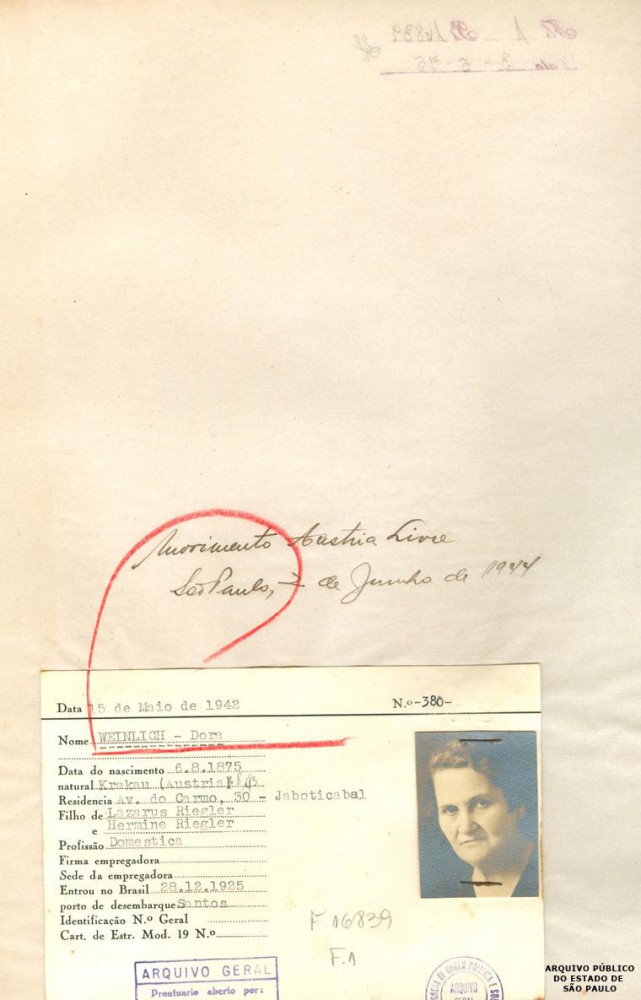 Movimento Austria Livre
São Paulo, 2 de Junho de 1944
Data 15 de Maio de 1942 N.º -380-
Nome WEINLICH - Dora
Data do nascimento 6.8.1875
natural Krakau (Austria)
Residencia Av. do Carmo, 30 - Jaboticabal
Filho de Lazarus Riegler
e Hermine Riegler
Profissão Domestica
Firma empregadora
Sede da empregadora
Entrou no Brasil 28.12.1925
porto de desembarque Santos
Identificação N.º Geral
Cart. de Estr. Mod. 19 N.º
F. 16839
F.1
ARQUIVO GERAL
Prontuario aberto por:
ARQUIVO
GERAL
ARQUIVO PÚBLICO
DO ESTADO DE
SÃO PAULO